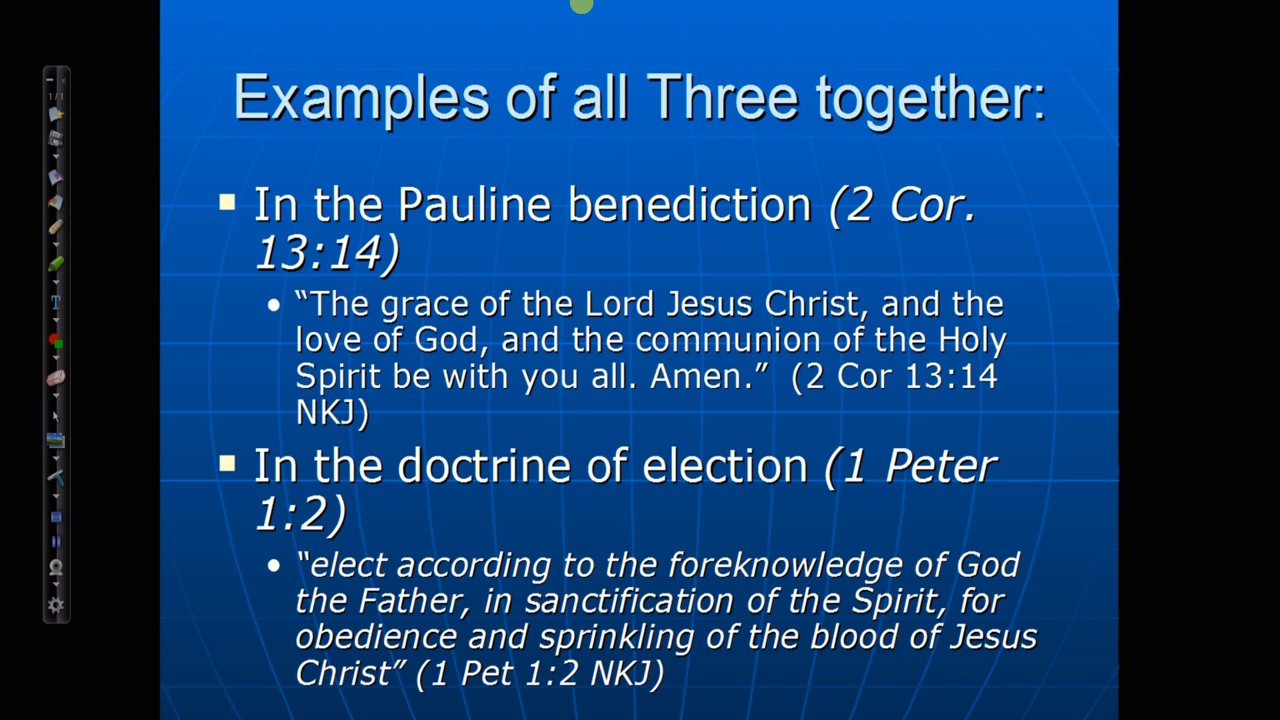 Examples of all Three together:
In the Pauline benediction (2 Cor.
13:14)
“The grace of the Lord Jesus Christ, and the
love of God, and the communion of the Holy
Spirit be with you all. Amen.” (2 Cor 13:14
NKJ)
In the doctrine of election (1 Peter
1:2)
“elect according to the foreknowledge of God
the Father, in sanctification of the Spirit, for
obedience and sprinkling of the blood of Jesus
Christ” (1 Pet 1:2 NKJ)
1/1
T